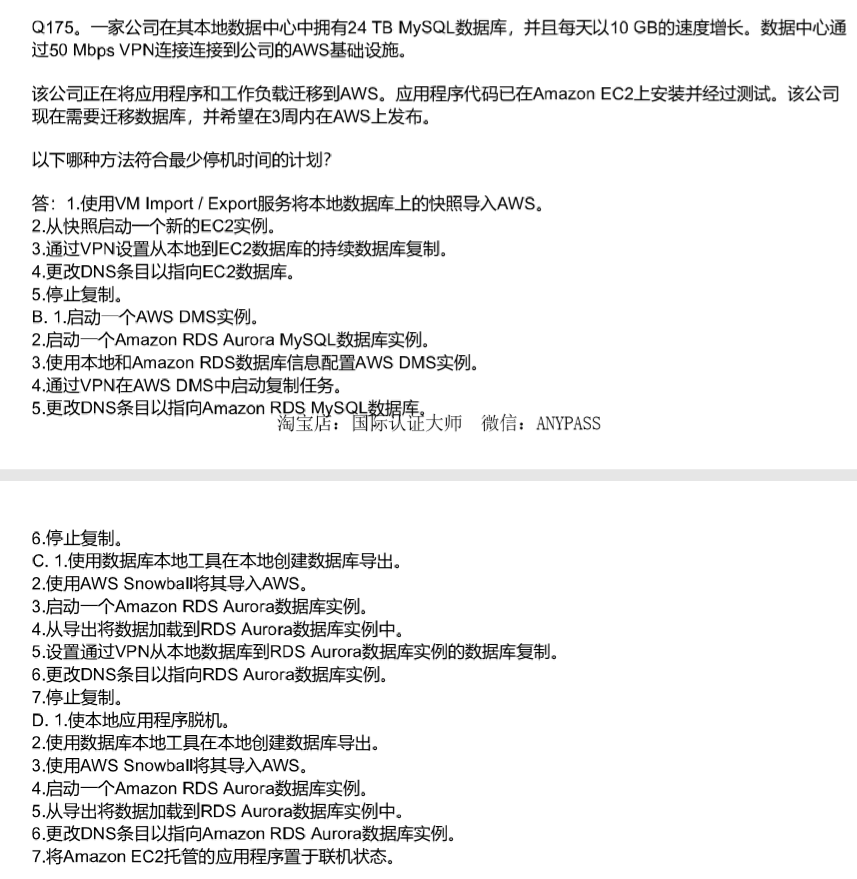 Q175。一家公司在其本地数据中心中拥有24 TB MySQL数据库，并且每天以10 GB的速度增长。数据中心通
过50 Mbps VPN连接连接到公司的AWS基础设施。
该公司正在将应用程序和工作负载迁移到AWS。应用程序代码已在Amazon EC2上安装并经过测试。该公司
现在需要迁移数据库，并希望在3周内在AWS上发布。
以下哪种方法符合最少停机时间的计划？
答：1.使用VM Import / Export服务将本地数据库上的快照导入AWS。
2.从快照启动一个新的EC2实例。
3.通过VPN设置从本地到EC2数据库的持续数据库复制。
4.更改DNS条目以指向EC2数据库。
5.停止复制。
B. 1.启动一个AWS DMS实例。
2.启动一个Amazon RDS Aurora MySQL数据库实例。
3.使用本地和Amazon RDS数据库信息配置AWS DMS实例。
4.通过VPN在AWS DMS中启动复制任务。
5.更改DNS条目以指向Amazon RDS MySQL数据库。
淘宝店：国际认证大师 微信：ANYPASS
6.停止复制。
C. 1.使用数据库本地工具在本地创建数据库导出。
2.使用AWS Snowball将其导入AWS。
3.启动一个Amazon RDS Aurora数据库实例。
4.从导出将数据加载到RDS Aurora数据库实例中。
5.设置通过VPN从本地数据库到RDS Aurora数据库实例的数据库复制。
6.更改DNS条目以指向RDS Aurora数据库实例。
7.停止复制。
D. 1.使本地应用程序脱机。
2.使用数据库本地工具在本地创建数据库导出。
3.使用AWS Snowball将其导入AWS。
4.启动一个Amazon RDS Aurora数据库实例。
5.从导出将数据加载到RDS Aurora数据库实例中。
6.更改DNS条目以指向Amazon RDS Aurora数据库实例。
7.将Amazon EC2托管的应用程序置于联机状态。